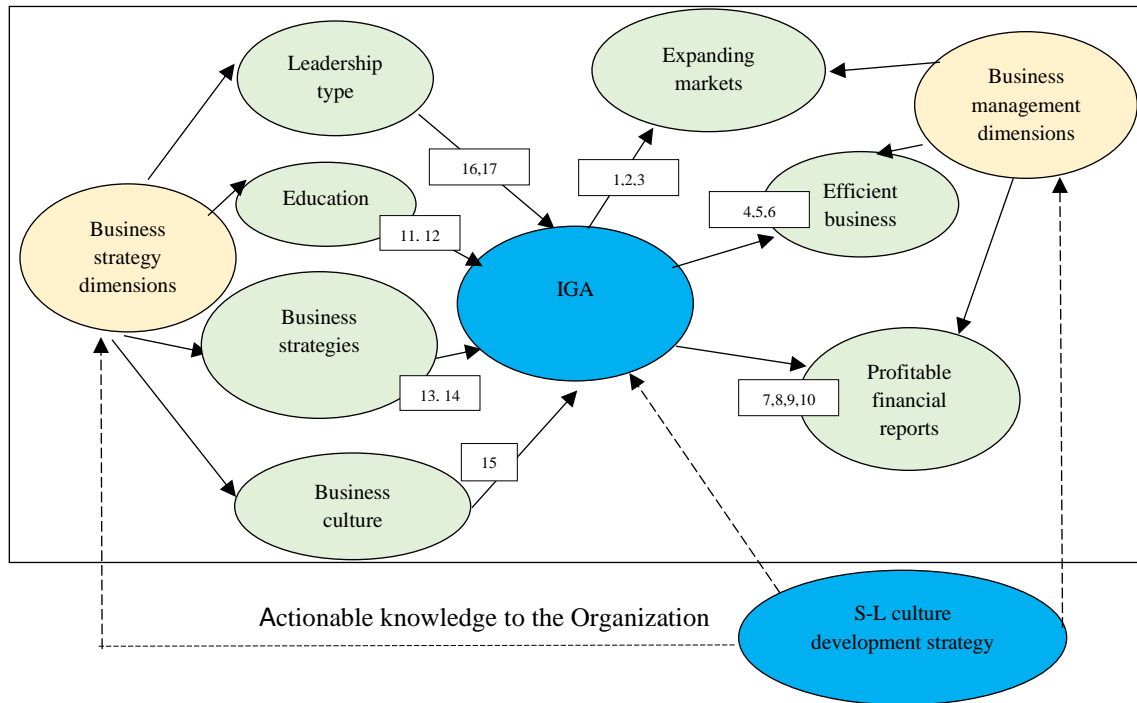 Leadership
type
Expanding
markets
Business
management
dimensions
16,17
1,2,3
Education
Efficient
business
4,5,6
11. 12
Business
strategy
dimensions
IGA
Business
strategies
13. 14
7,8,9,10
Profitable
financial
reports
15
Business
culture
Actionable knowledge to the Organization
S-L culture
development strategy